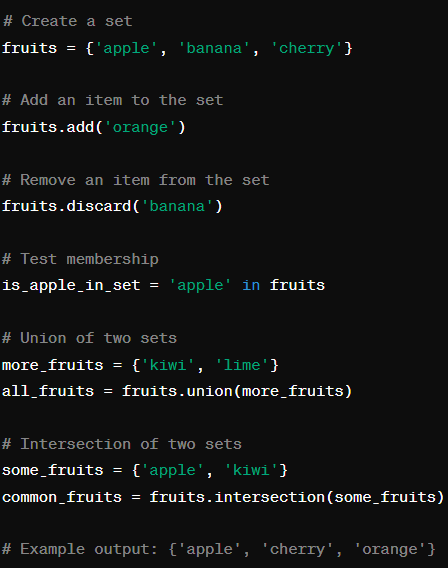 # Create a set
fruits = {'apple', 'banana', 'cherry'}
# Add an item to the set
fruits.add('orange')
# Remove an item from the set
fruits.discard('banana')
# Test membership
is_apple_in_set = 'apple' in fruits
# Union of two sets
more_fruits = {'kiwi', 'lime'}
all_fruits = fruits.union(more_fruits)
# Intersection of two sets
some_fruits = {'apple', 'kiwi'}
common_fruits = fruits.intersection(some_fruits)
# Example output: {'apple', 'cherry', 'orange'}